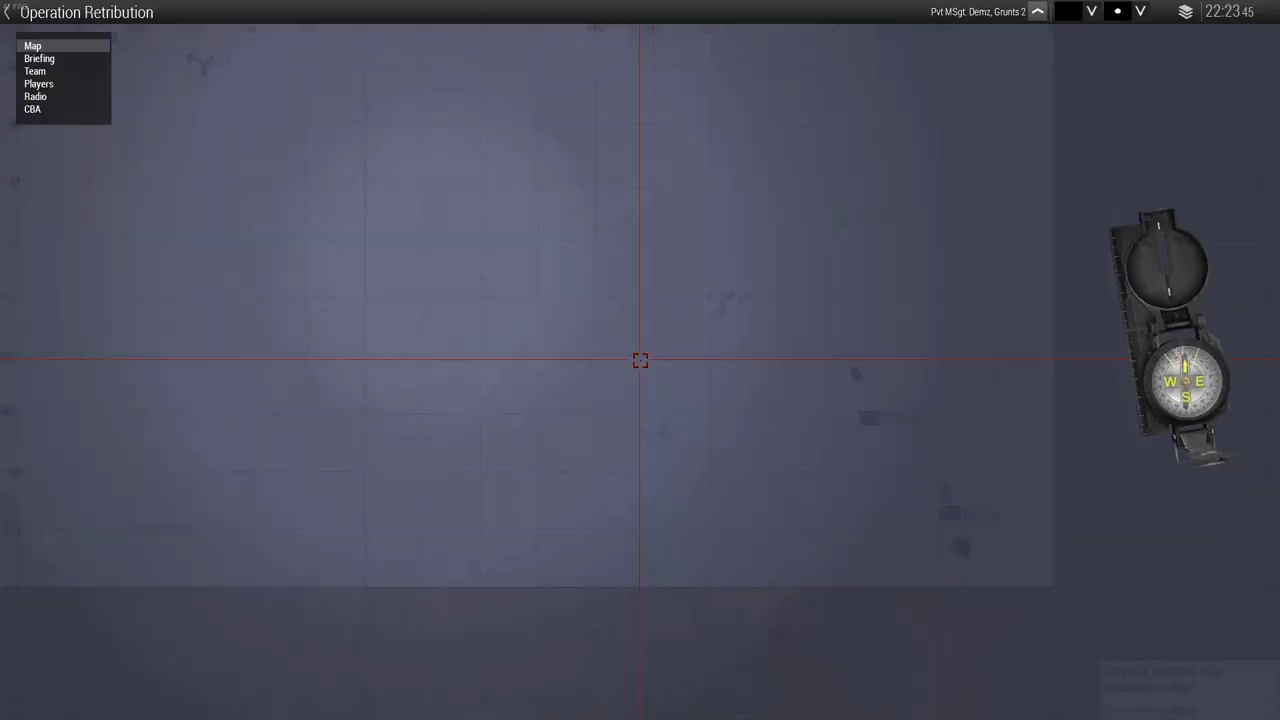 Operation Retribution
Pvt MSgt. Demz, Grunts 2
22:23 45
Map
Briefing
Team
Players
Radio
CBA
W E
S